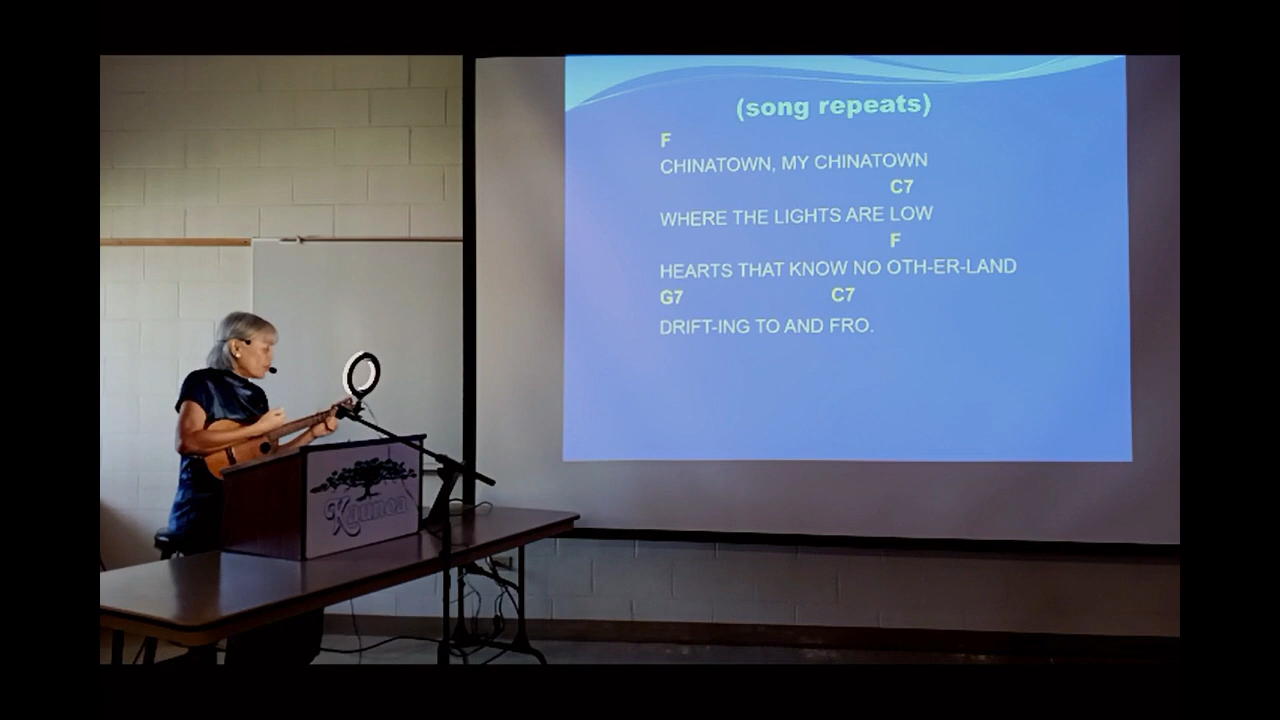 (song repeats)
F
CHINATOWN, MY CHINATOWN
C7
WHERE THE LIGHTS ARE LOW
F
HEARTS THAT KNOW NO OTH-ER-LAND
G7 C7
DRIFT-ING TO AND FRO.
Kaunoa